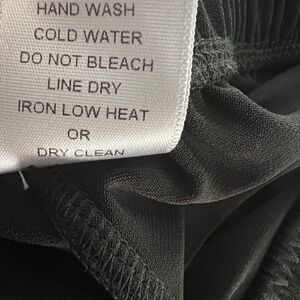 HAND WASH
COLD WATER
DO NOT BLEACH
LINE DRY
IRON LOW HEAT
OR
DRY CLEAN